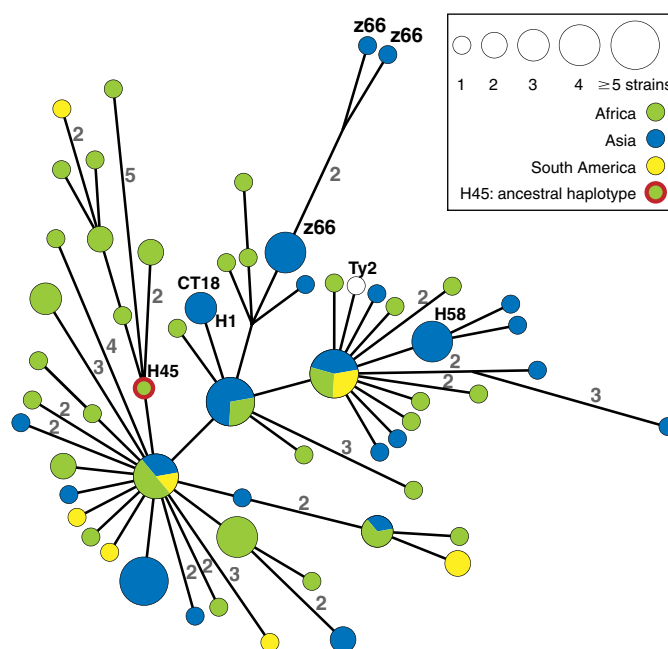 z66
z66
1 2 3 4 ≥5 strains
Africa
Asia
South America
H45: ancestral haplotype
2
5
2
z66
Ty2
CT18
H1
2
2
H58
4
3
H45
2
2
3
2
2
3
2
2
2
3
2